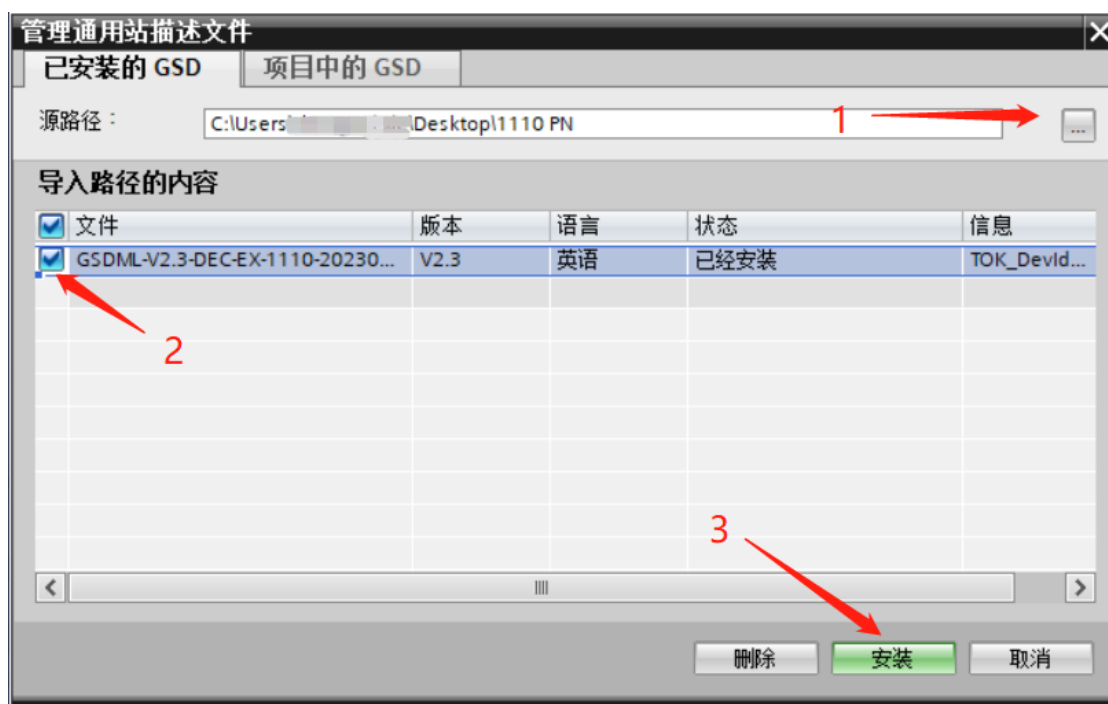 管理通用站描述文件
已安装的 GSD 项目中的 GSD
源路径： C:\Users\ \Desktop\1110 PN 1 ...
导入路径的内容
文件 版本 语言 状态 信息
GSDML-V2.3-DEC-EX-1110-20230... V2.3 英语 已经安装 TOK_DevId...
2
3
删除 安装 取消